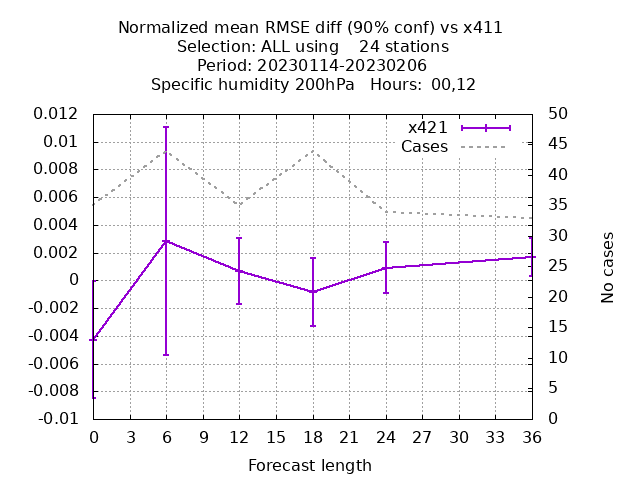 Normalized mean RMSE diff (90% conf) vs x411
Selection: ALL using    24 stations
Period: 20230114-20230206
Specific humidity 200hPa   Hours: 00,12
x421
Cases
0.012
0.01
0.008
0.006
0.004
0.002
0
-0.002
-0.004
-0.006
-0.008
-0.01
50
45
40
35
30
25
20
15
10
5
0
No cases
0 3 6 9 12 15 18 21 24 27 30 33 36
Forecast length